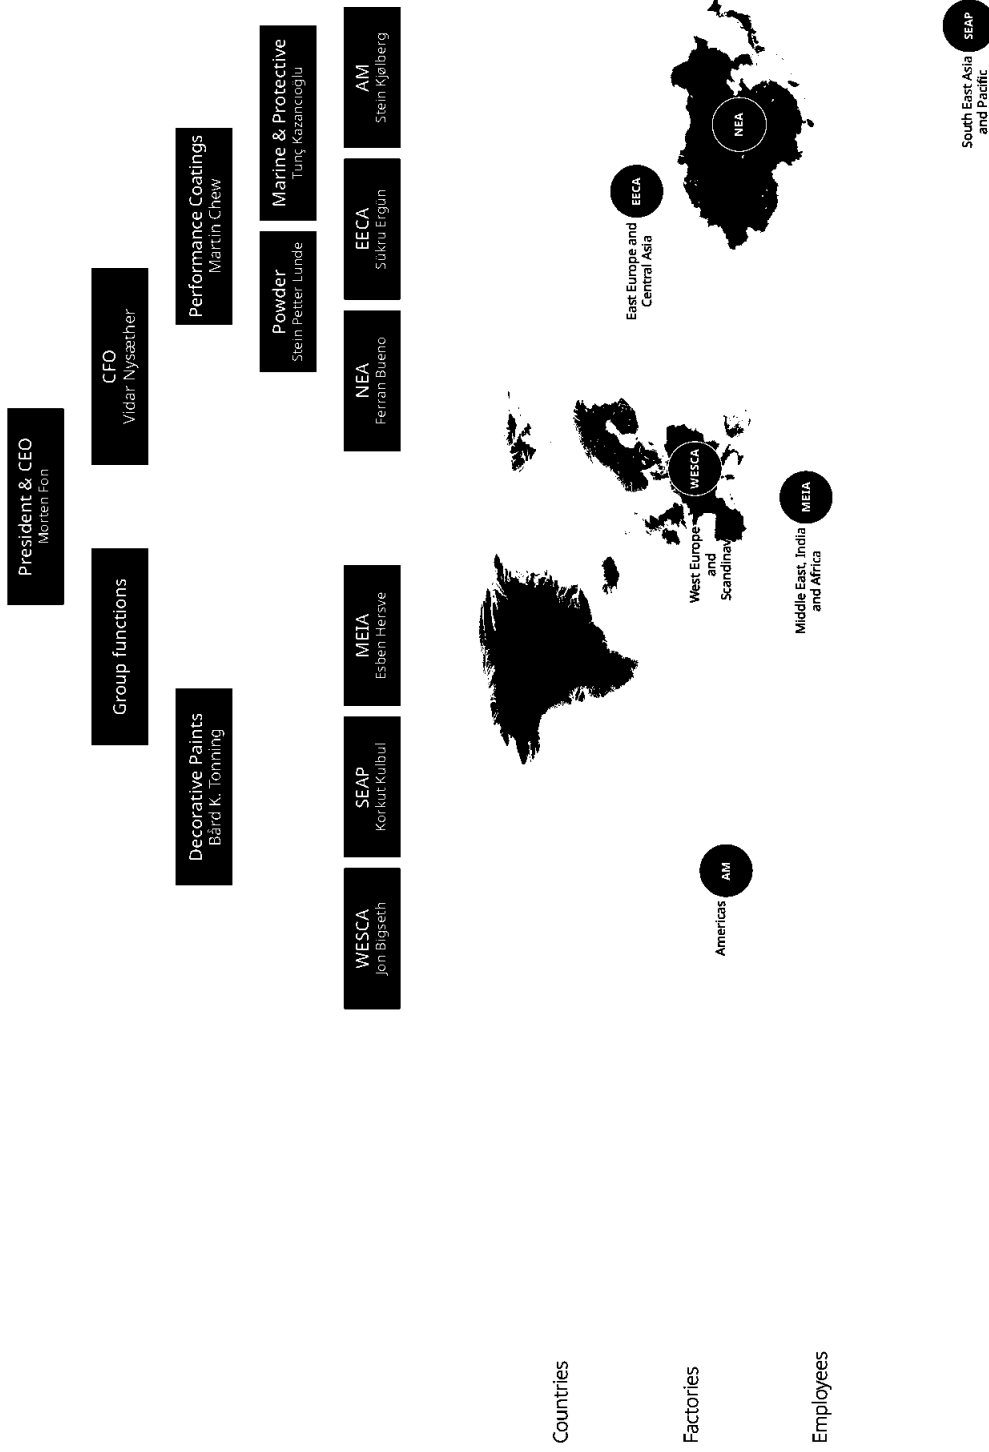 President & CEO
Morten Fon
Group functions
CFO
Vidar Nysæther
Decorative Paints
Bård K. Tonning
Performance Coatings
Martin Chew
Powder
Stein Petter Lunde
Marine & Protective
Tunç Kazancıoğlu
WESCA
Jon Bigseth
SEAP
Korkut Kulbul
MEIA
Esben Hersve
NEA
Ferran Bueno
EECA
Sükru Ergün
AM
Stein Kjølberg
Countries
Factories
Employees
Americas
AM
West Europe
and
Scandinav
WESCA
Middle East, India
and Africa
MEIA
East Europe and
Central Asia
EECA
NEA
South East Asia
and Pacific
SEAP